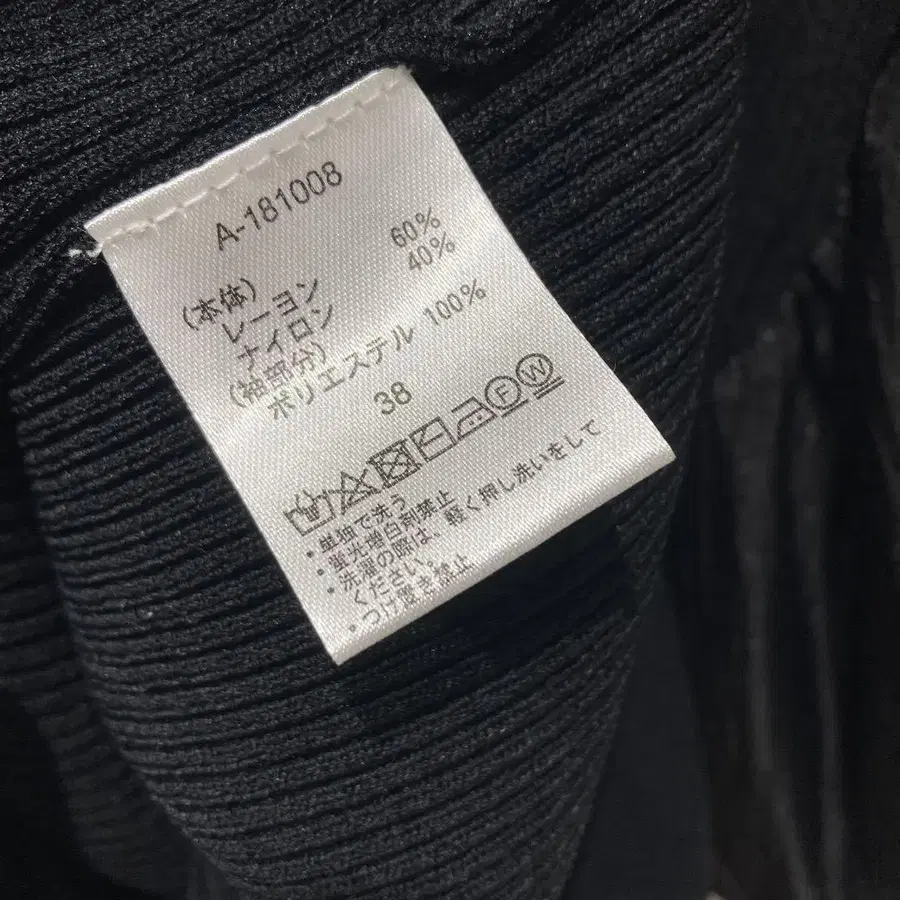 A-181008
(本体)
レーヨン 60%
ナイロン 40%
(袖部分)
ポリエステル 100%
38
F W
・単独で洗う
・蛍光増白剤禁止
・洗濯の際は、軽く押し洗いをして
ください。
・つけ置き禁止